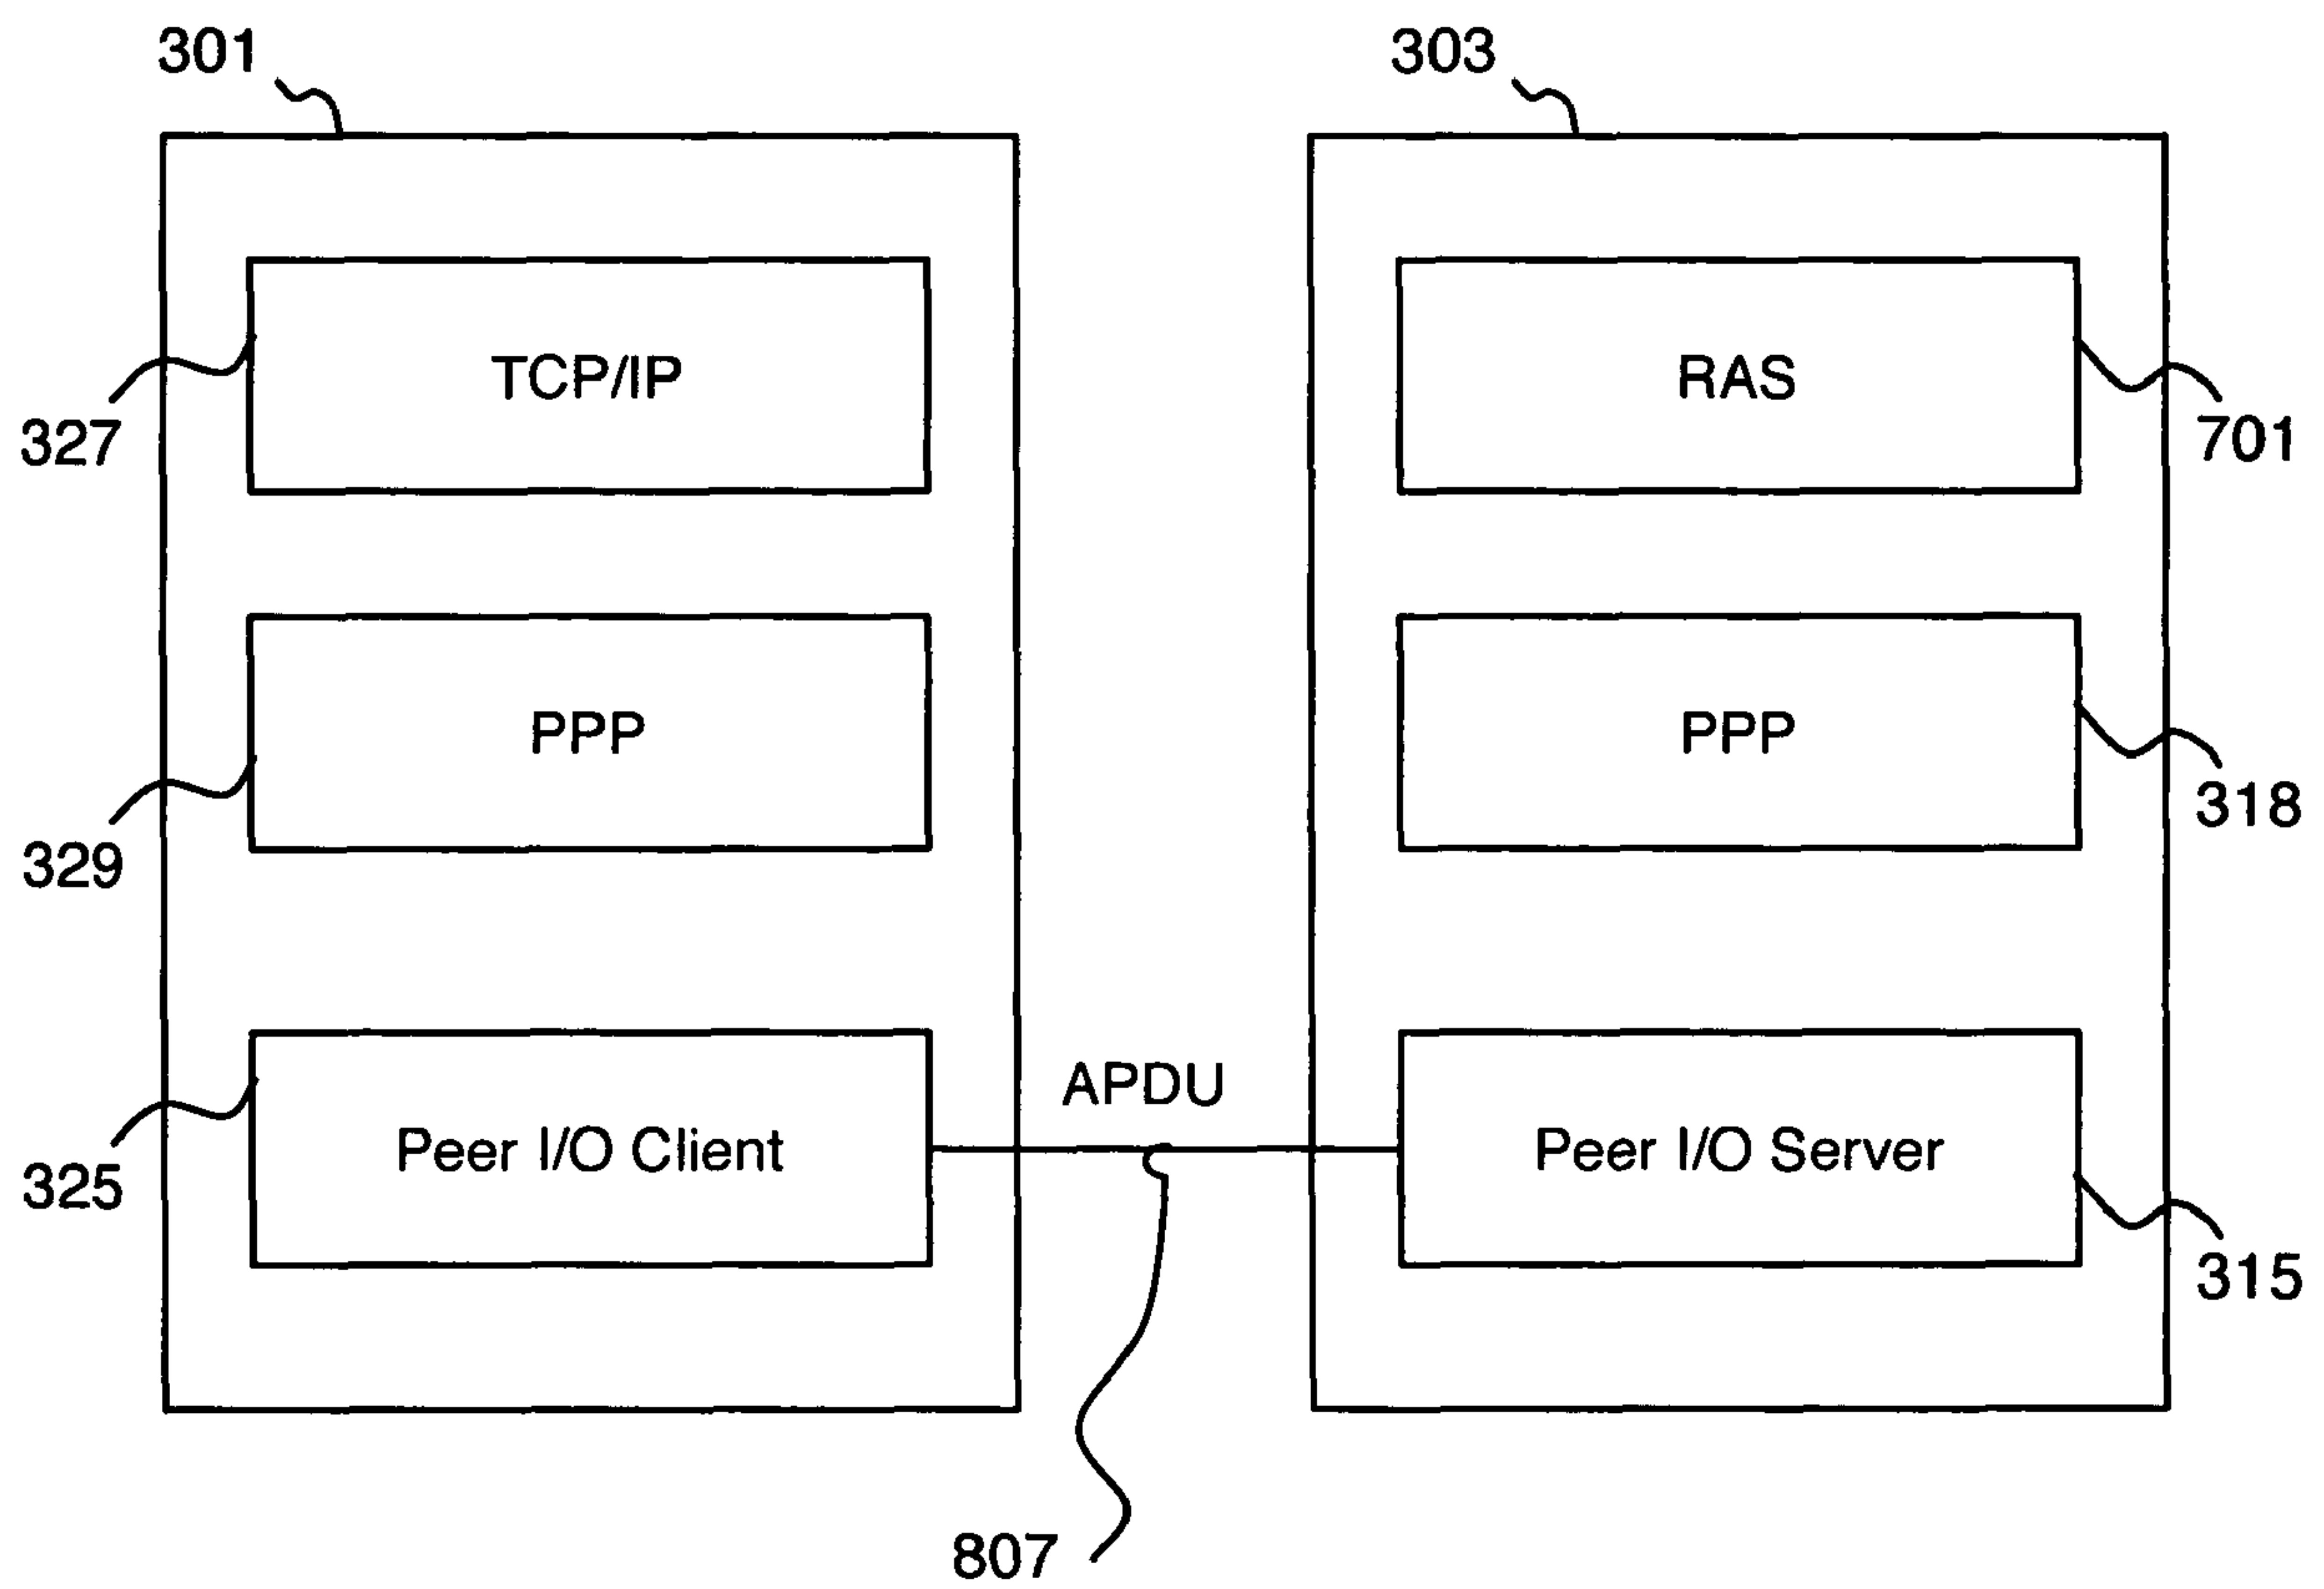 301
303
TCP/IP
RAS
327
701
PPP
PPP
318
329
APDU
Peer I/O Client
Peer I/O Server
325
315
807